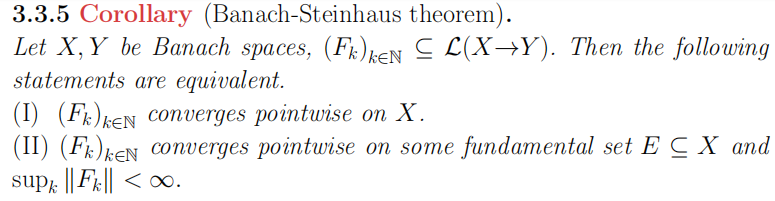 3.3.5 Corollary (Banach-Steinhaus theorem).
Let X, Y be Banach spaces, (F_k)_{k∈ℕ} ⊆ ℒ(X→Y). Then the following
statements are equivalent.
(I) (F_k)_{k∈ℕ} converges pointwise on X.
(II) (F_k)_{k∈ℕ} converges pointwise on some fundamental set E ⊆ X and
sup_k ‖F_k‖ < ∞.